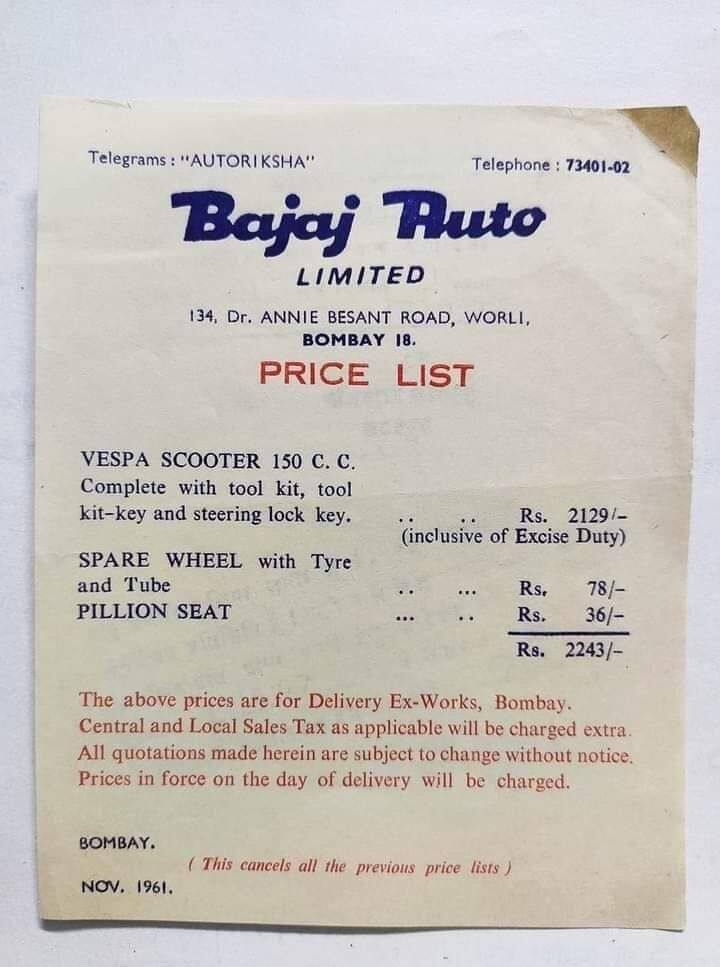 Telegrams : "AUTORIKSHA" Telephone : 73401-02
Bajaj Auto
LIMITED
134, Dr. ANNIE BESANT ROAD, WORLI,
BOMBAY 18.
PRICE LIST
VESPA SCOOTER 150 C. C.
Complete with tool kit, tool
kit-key and steering lock key. .. .. Rs. 2129/-
(inclusive of Excise Duty)
SPARE WHEEL with Tyre
and Tube .. ... Rs. 78/-
PILLION SEAT ... .. Rs. 36/-
Rs. 2243/-
The above prices are for Delivery Ex-Works, Bombay.
Central and Local Sales Tax as applicable will be charged extra.
All quotations made herein are subject to change without notice.
Prices in force on the day of delivery will be charged.
BOMBAY.
( This cancels all the previous price lists )
NOV. 1961.